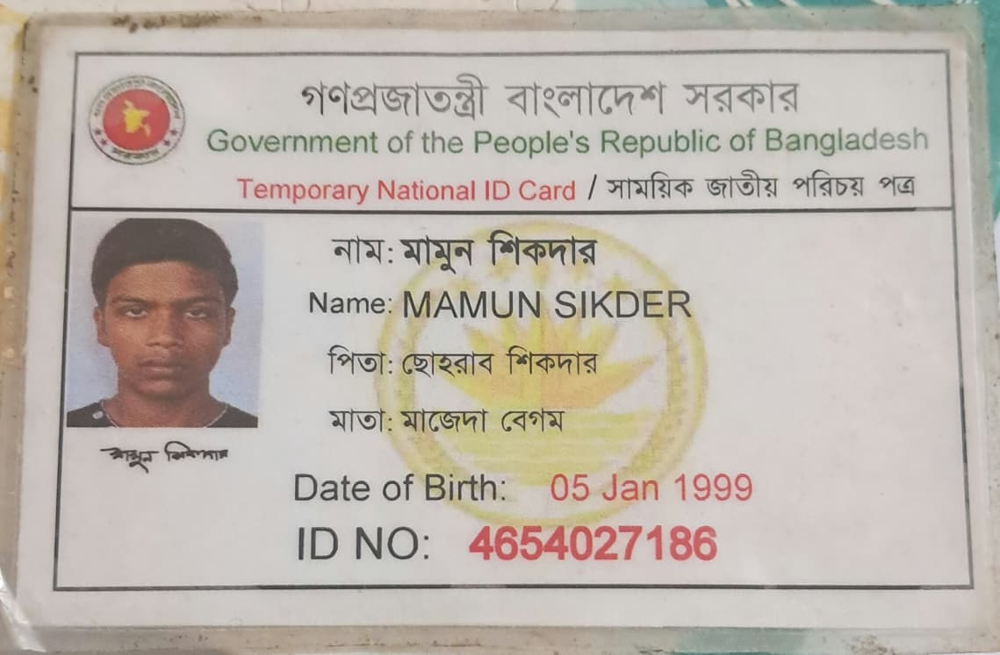 গণপ্রজাতন্ত্রী বাংলাদেশ সরকার
Government of the People's Republic of Bangladesh
Temporary National ID Card / সাময়িক জাতীয় পরিচয় পত্র
নাম: মামুন শিকদার
Name: MAMUN SIKDER
পিতা: ছোহরাব শিকদার
মাতা: মাজেদা বেগম
মামুন শিকদার
Date of Birth: 05 Jan 1999
ID NO: 4654027186